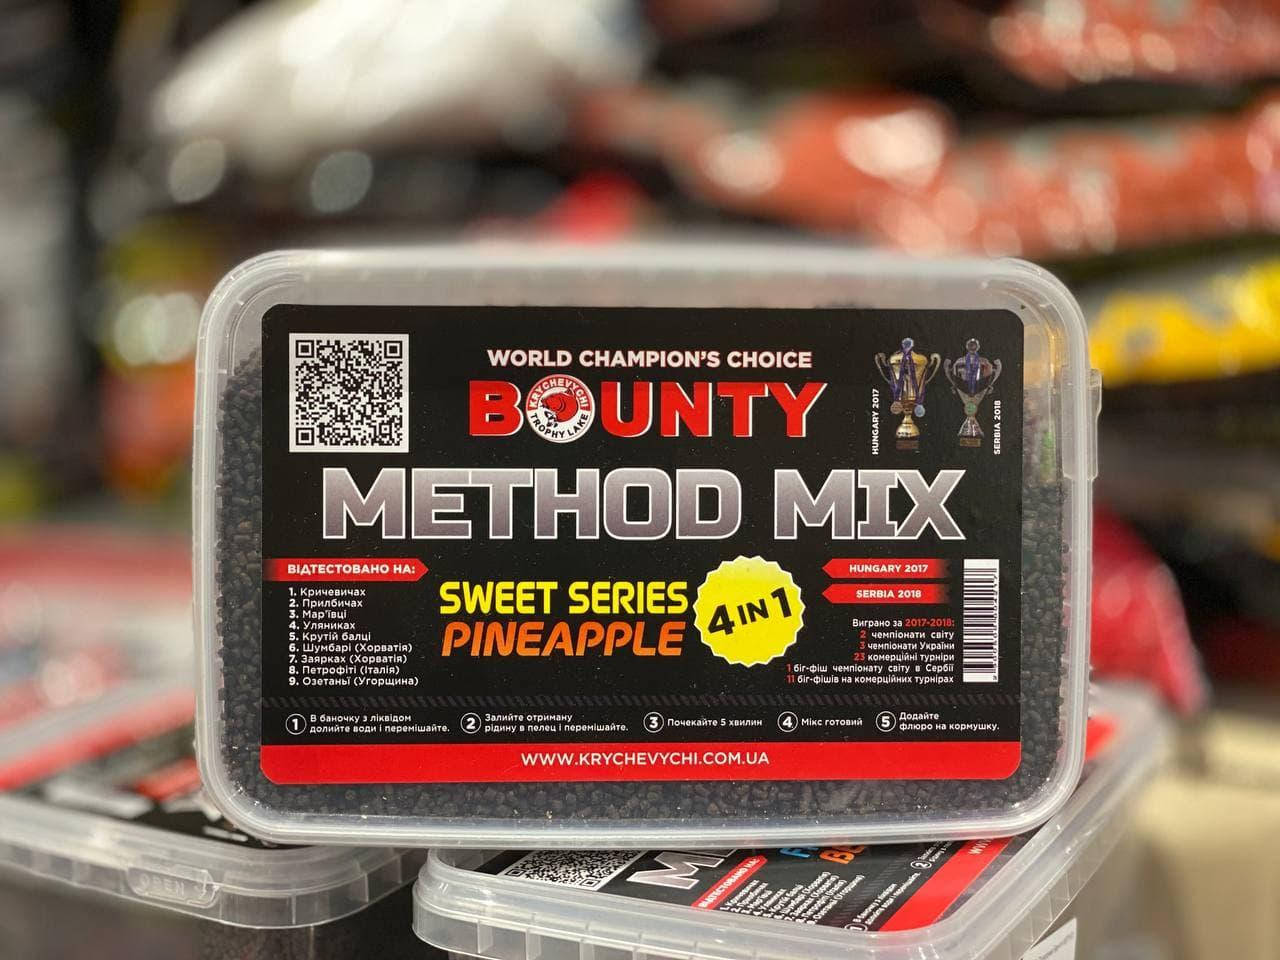 WORLD CHAMPION'S CHOICE
BOUNTY
KRYCHEVYCHI
TROPHY LAKE
HUNGARY 2017
SERBIA 2018
METHOD MIX
ВІДТЕСТОВАНО НА:
1. Кричевичах
2. Прилбичах
3. Мар'ївці
4. Уляниках
5. Крутій балці
6. Шумбарі (Хорватія)
7. Заярках (Хорватія)
8. Петрофіті (Італія)
9. Озетаньї (Угорщина)
SWEET SERIES
PINEAPPLE
4 IN 1
HUNGARY 2017
SERBIA 2018
Виграно за 2017-2018:
2 чемпіонати світу
3 чемпіонати України
23 комерційні турніри
1 біг-фіш чемпіонату світу в Сербії
11 біг-фішів на комерційних турнірах
1 В баночку з ліквідом
долийте води і перемішайте.
2 Залийте отриману
рідину в пелец і перемішайте.
3 Почекайте 5 хвилин
4 Мікс готовий
5 Додайте
флюро на кормушку.
WWW.KRYCHEVYCHI.COM.UA
OPEN
ВІДТЕСТОВАНО НА: